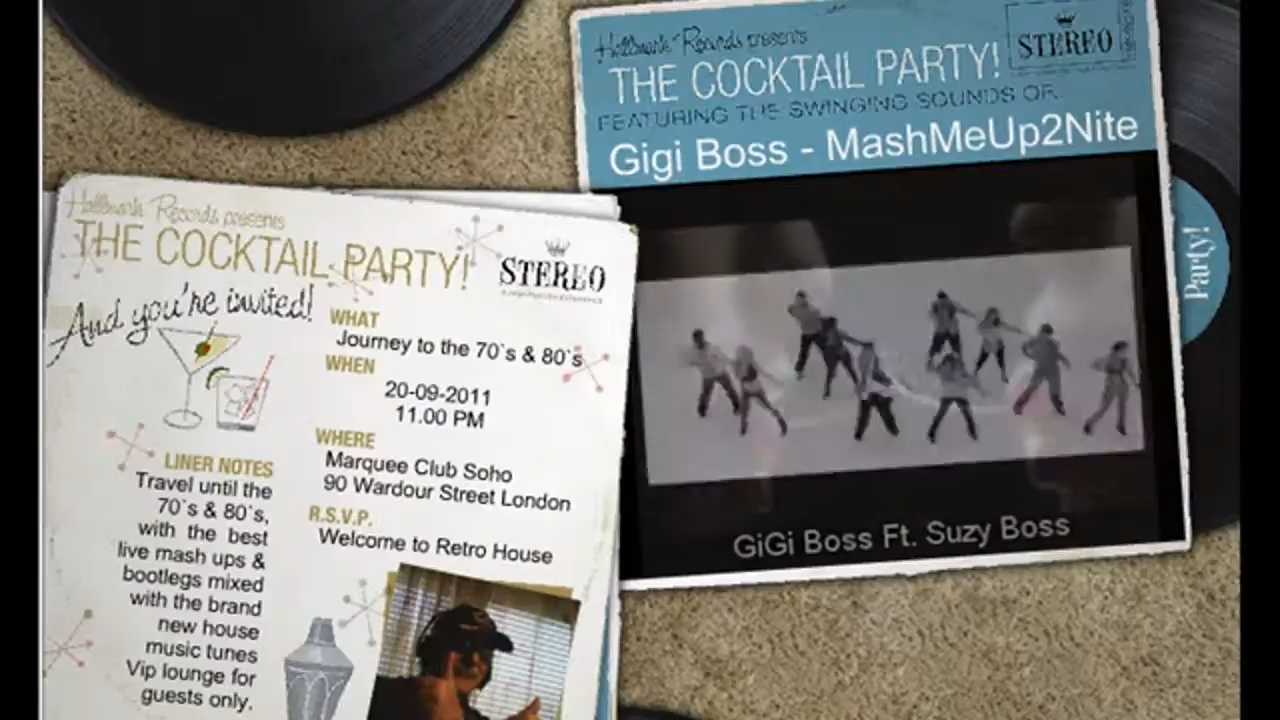 Hallmark Records presents
THE COCKTAIL PARTY!
STEREO
FEATURING THE SWINGING SOUNDS OF:
Gigi Boss - MashMeUp2Nite
GiGi Boss Ft. Suzy Boss
Party!
Hallmark Records presents
THE COCKTAIL PARTY!
STEREO
And you're invited!
WHAT
Journey to the 70`s & 80`s
WHEN
20-09-2011
11.00 PM
WHERE
Marquee Club Soho
90 Wardour Street London
R.S.V.P.
Welcome to Retro House
LINER NOTES
Travel until the
70`s & 80`s,
with the best
live mash ups &
bootlegs mixed
with the brand
new house
music tunes
Vip lounge for
guests only.